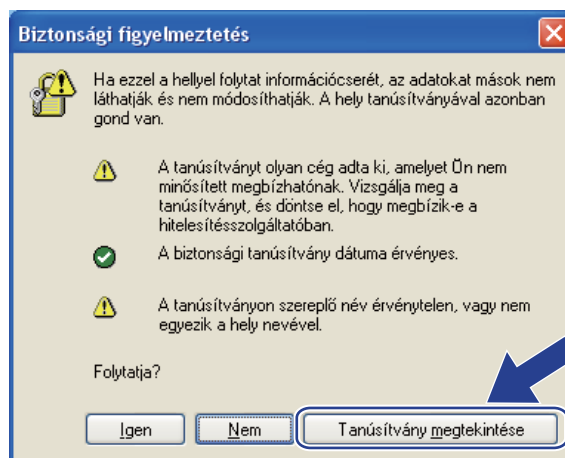 Biztonsági figyelmeztetés
Ha ezzel a hellyel folytat információcserét, az adatokat mások nem
láthatják és nem módosíthatják. A hely tanúsítványával azonban
gond van.
A tanúsítványt olyan cég adta ki, amelyet Ön nem
minősített megbízhatónak. Vizsgálja meg a
tanúsítványt, és döntse el, hogy megbízik-e a
hitelesítésszolgáltatóban.
A biztonsági tanúsítvány dátuma érvényes.
A tanúsítványon szereplő név érvénytelen, vagy nem
egyezik a hely nevével.
Folytatja?
Igen Nem Tanúsítvány megtekintése